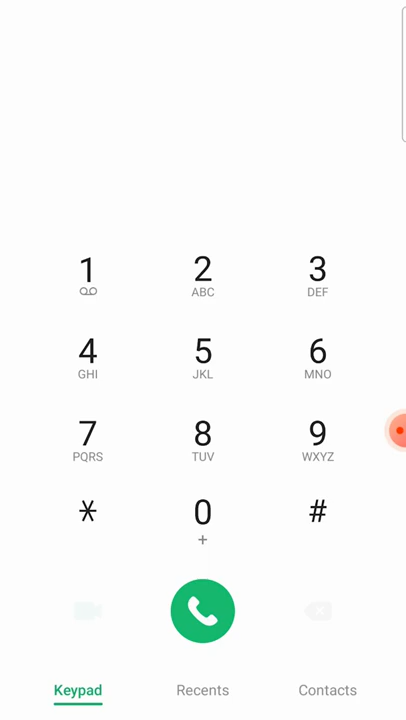 1 2 3
ABC DEF
4 5 6
GHI JKL MNO
7 8 9
PQRS TUV WXYZ
* 0 #
+
Keypad Recents Contacts